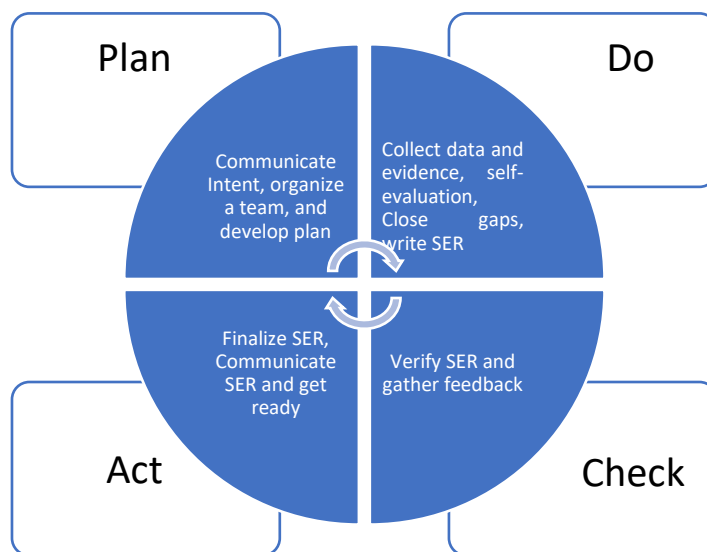 Plan
Do
Communicate
Intent, organize
a team, and
develop plan
Collect data and
evidence, self-
evaluation,
Close gaps,
write SER
Finalize SER,
Communicate
SER and get
ready
Verify SER and
gather feedback
Act
Check